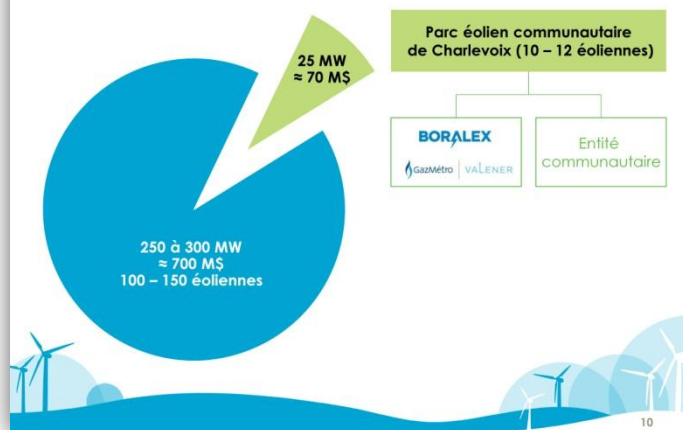 25 MW
≈ 70 M$
Parc éolien communautaire
de Charlevoix (10 – 12 éoliennes)
BORALEX
GazMétro | VALENER
Entité
communautaire
250 à 300 MW
≈ 700 M$
100 – 150 éoliennes
10